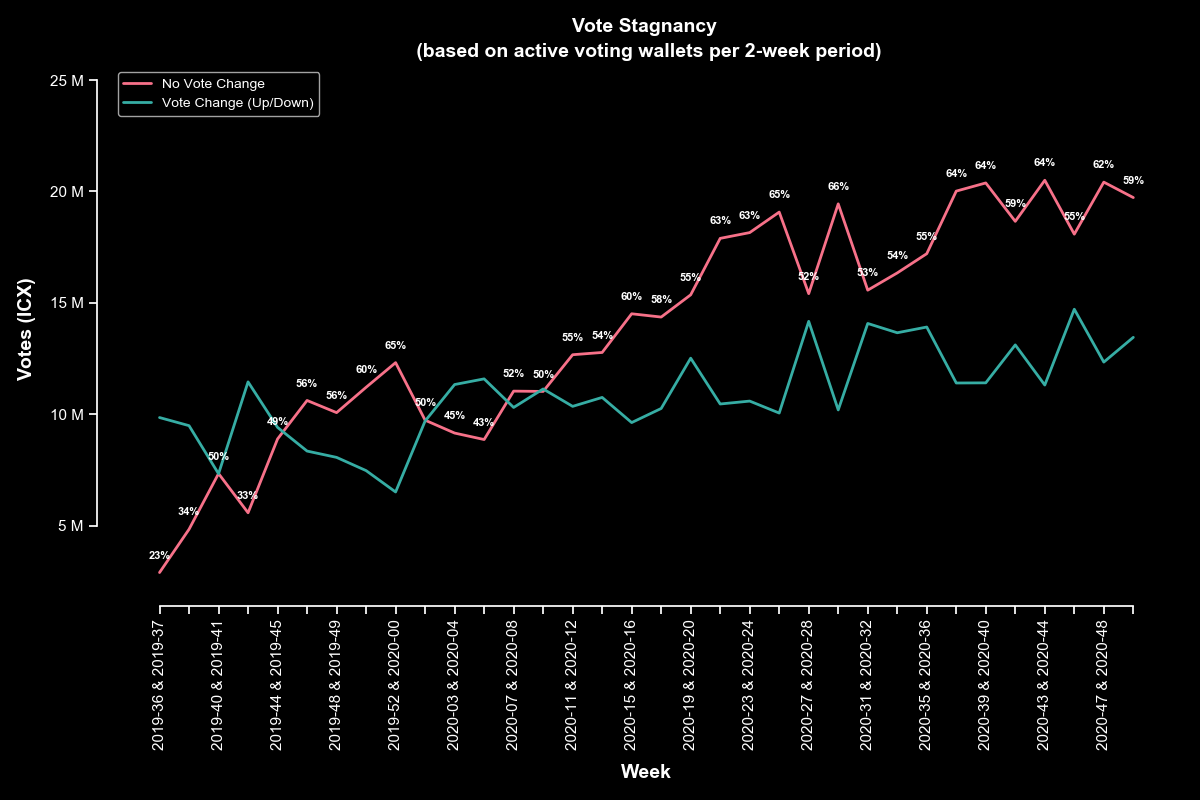 Vote Stagnancy
(based on active voting wallets per 2-week period)
No Vote Change
Vote Change (Up/Down)
Votes (ICX)
25 M
20 M
15 M
10 M
5 M
23%
34%
50%
33%
49%
56%
56%
60%
65%
50%
45%
43%
52%
50%
55%
54%
60%
58%
55%
63%
63%
65%
52%
66%
53%
54%
55%
64%
64%
59%
64%
55%
62%
59%
2019-36 & 2019-37
2019-40 & 2019-41
2019-44 & 2019-45
2019-48 & 2019-49
2019-52 & 2020-00
2020-03 & 2020-04
2020-07 & 2020-08
2020-11 & 2020-12
2020-15 & 2020-16
2020-19 & 2020-20
2020-23 & 2020-24
2020-27 & 2020-28
2020-31 & 2020-32
2020-35 & 2020-36
2020-39 & 2020-40
2020-43 & 2020-44
2020-47 & 2020-48
Week